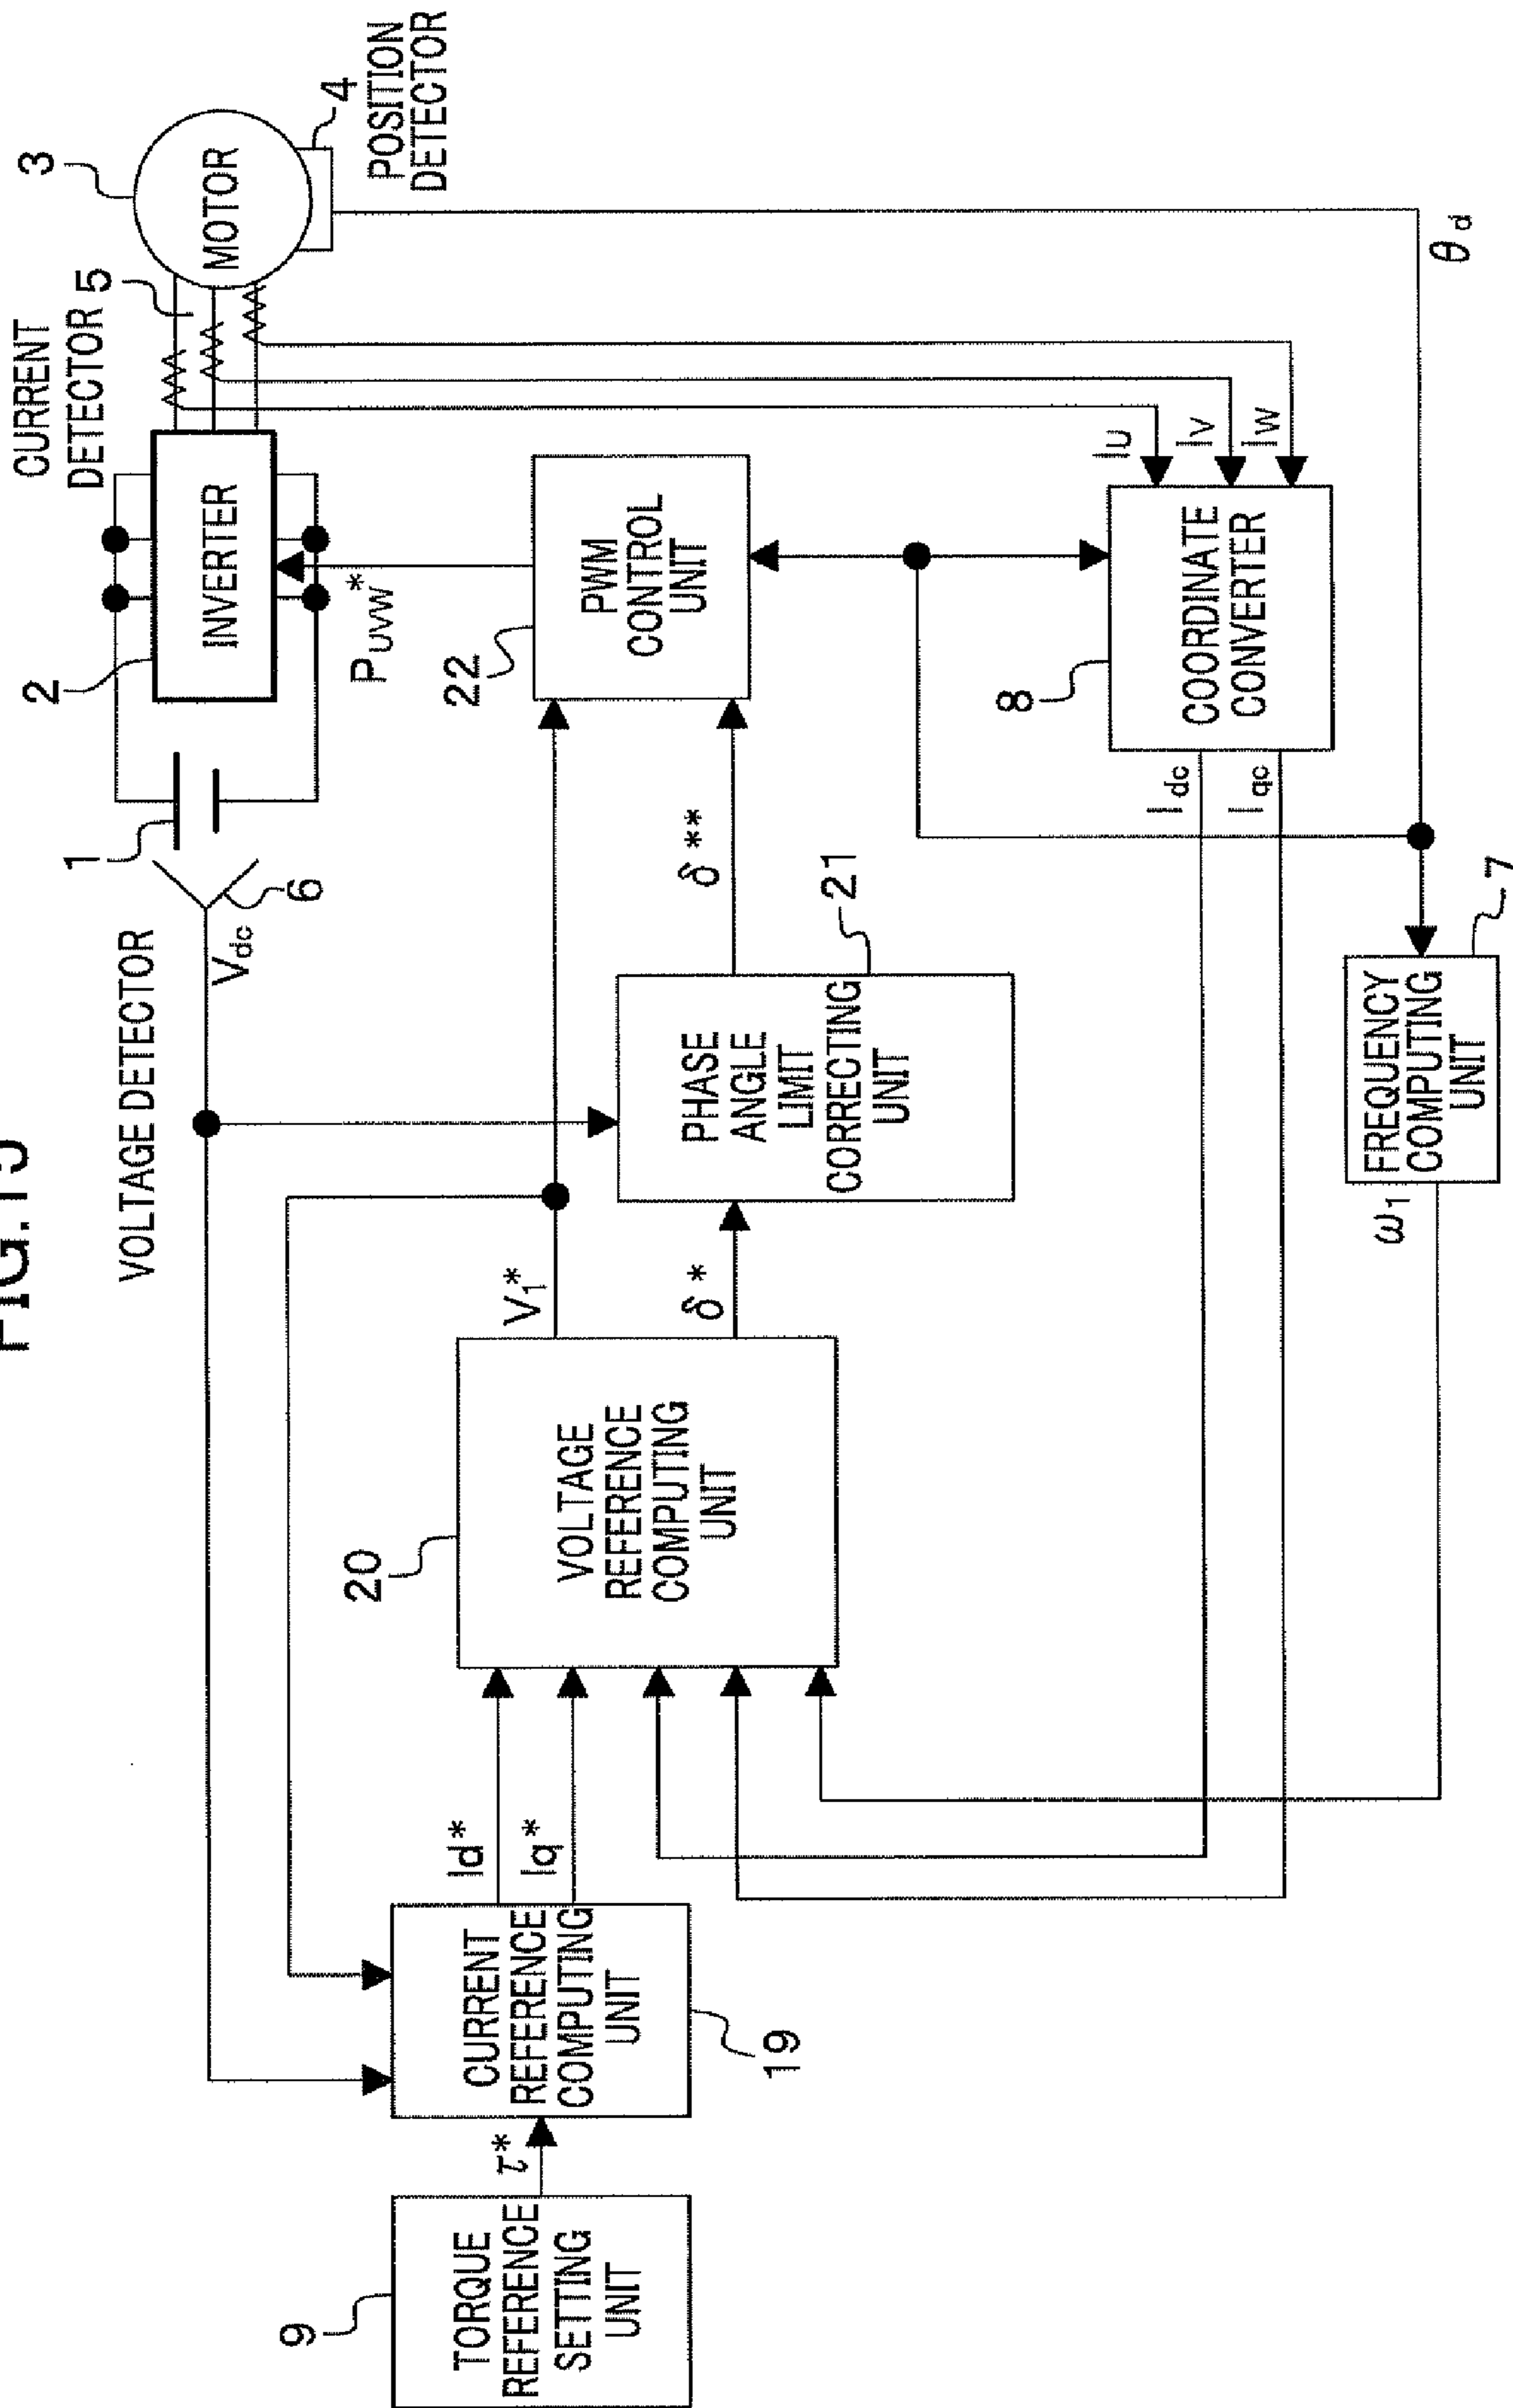 FIG.15
VOLTAGE DETECTOR
CURRENT
DETECTOR
5
3
MOTOR
4
POSITION
DETECTOR
2
INVERTER
1
6
Vdc
PUVW*
22
PWM
CONTROL
UNIT
V1*
δ*
δ**
21
PHASE
ANGLE
LIMIT
CORRECTING
UNIT
20
VOLTAGE
REFERENCE
COMPUTING
UNIT
Id*
Iq*
CURRENT
REFERENCE
COMPUTING
UNIT
19
τ*
9
TORQUE
REFERENCE
SETTING
UNIT
IU
IV
IW
8
COORDINATE
CONVERTER
Idc
Iqc
θd
7
FREQUENCY
COMPUTING
UNIT
ω1